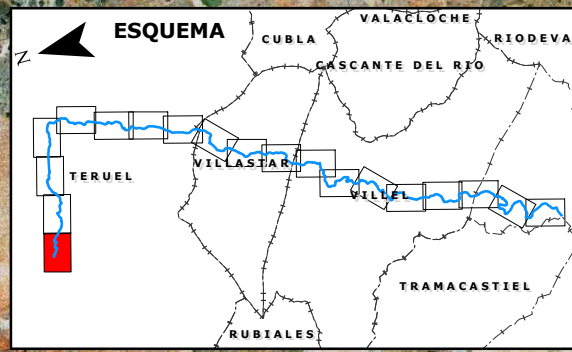 VALACLOCHE
ESQUEMA
CUBLA
RIODEVA
N
CASCANTE DEL RIO
VILLASTAR
TERUEL
VILLEL
TRAMACASTIEL
RUBIALES